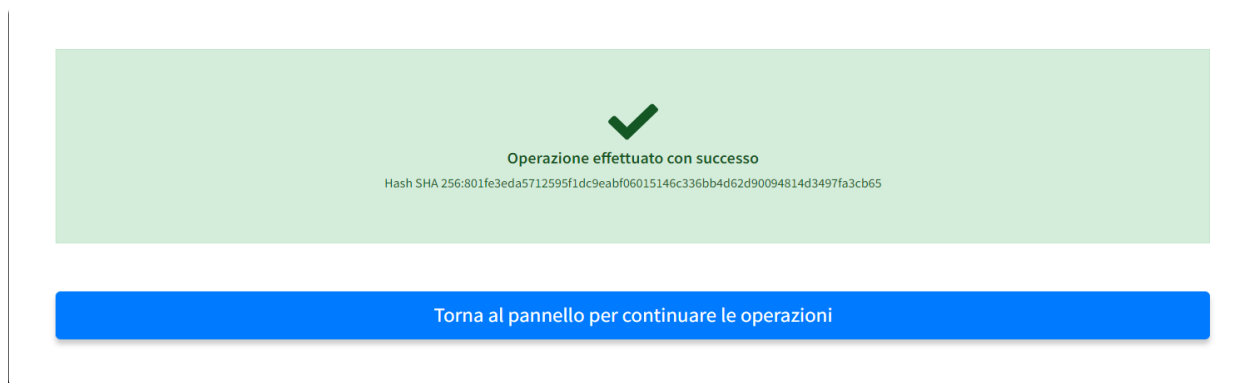 Operazione effettuato con successo
Hash SHA 256:801fe3eda5712595f1dc9eabf06015146c336bb4d62d90094814d3497fa3cb65
Torna al pannello per continuare le operazioni